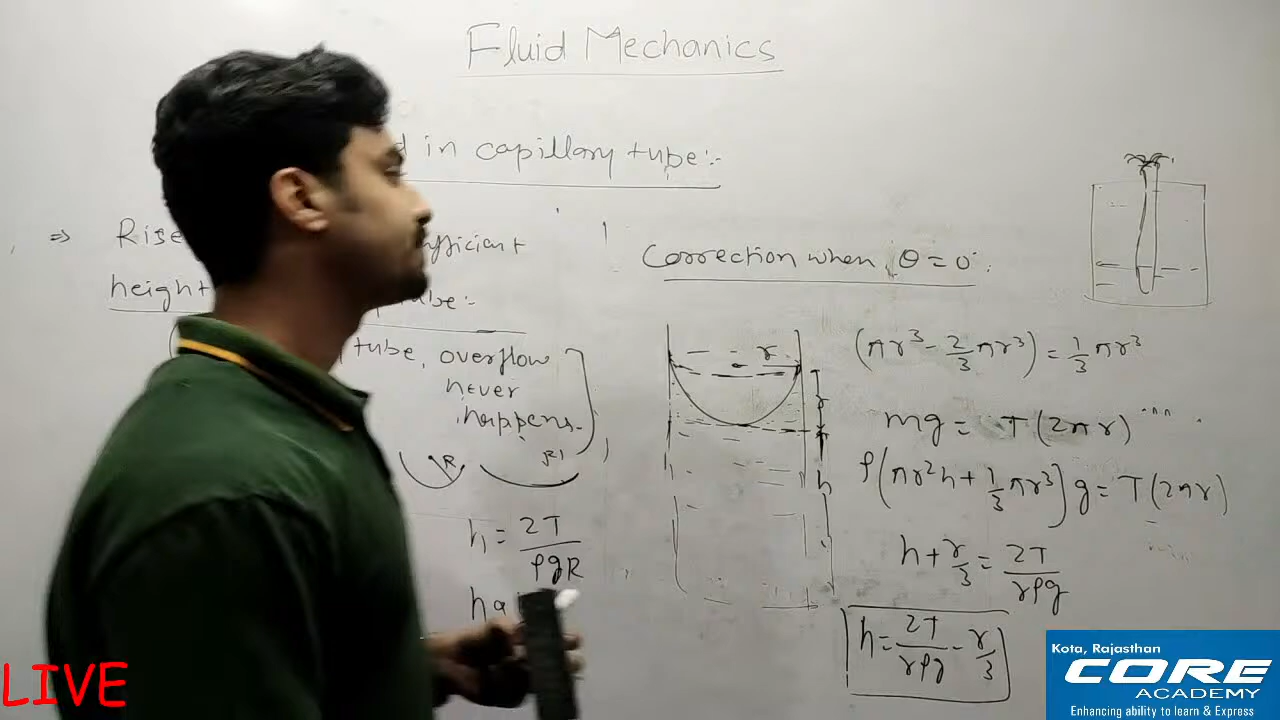 Fluid Mechanics
d in capillary tube:-
⇒ Rise fficient
height ube:-
tube, overflow
never
happens.
R R'
h = 2T/ρgR
h α
Correction when θ = 0°.
r
r
h
(πr³ - 2/3 πr³) = 1/3 πr³
mg = T(2πr)
ρ(πr²h + 1/3 πr³)g = T(2πr)
h + r/3 = 2T/rρg
h = 2T/rρg - r/3
LIVE
Kota, Rajasthan
CORE
ACADEMY
Enhancing ability to learn & Express